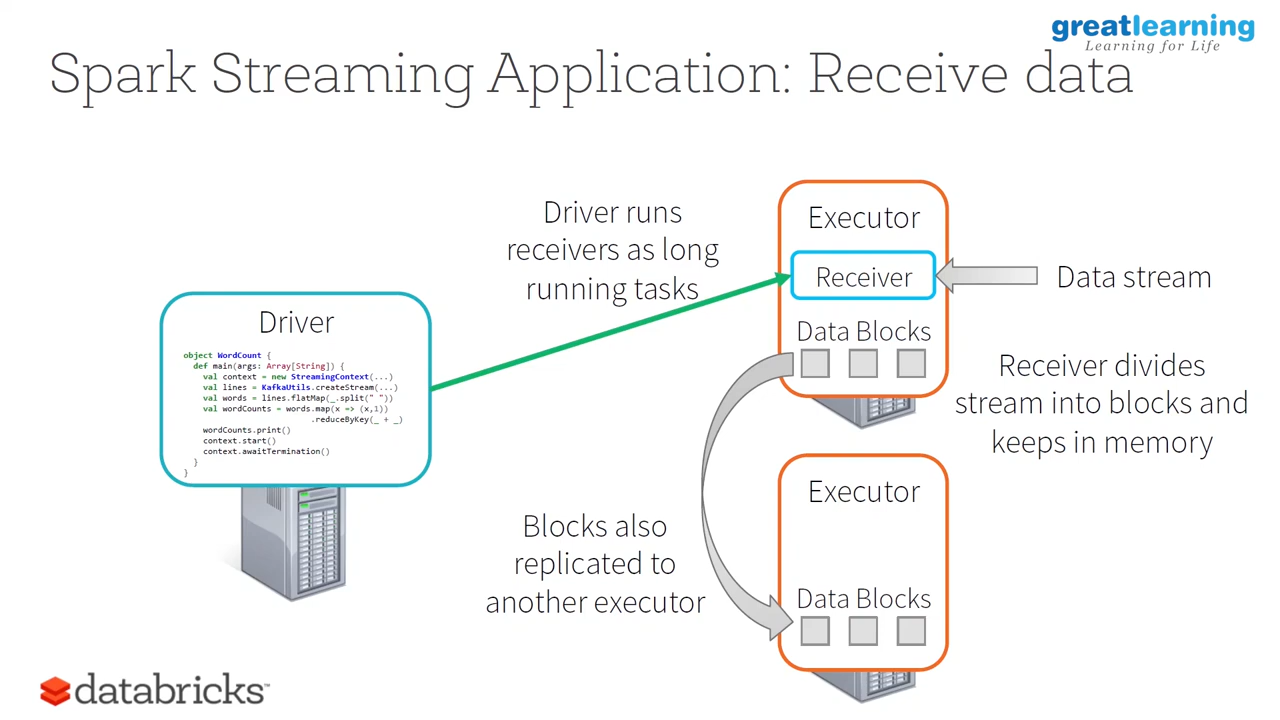 greatlearning
Learning for Life
Spark Streaming Application: Receive data
Driver runs
receivers as long
running tasks
Executor
Receiver
Data stream
Data Blocks
Receiver divides
stream into blocks and
keeps in memory
Driver
object WordCount {
def main(args: Array[String]) {
val context = new StreamingContext(...)
val lines = KafkaUtils.createStream(...)
val words = lines.flatMap(_.split(" "))
val wordCounts = words.map(x => (x,1))
.reduceByKey(_ + _)
wordCounts.print()
context.start()
context.awaitTermination()
}
}
Blocks also
replicated to
another executor
Executor
Data Blocks
databricks™